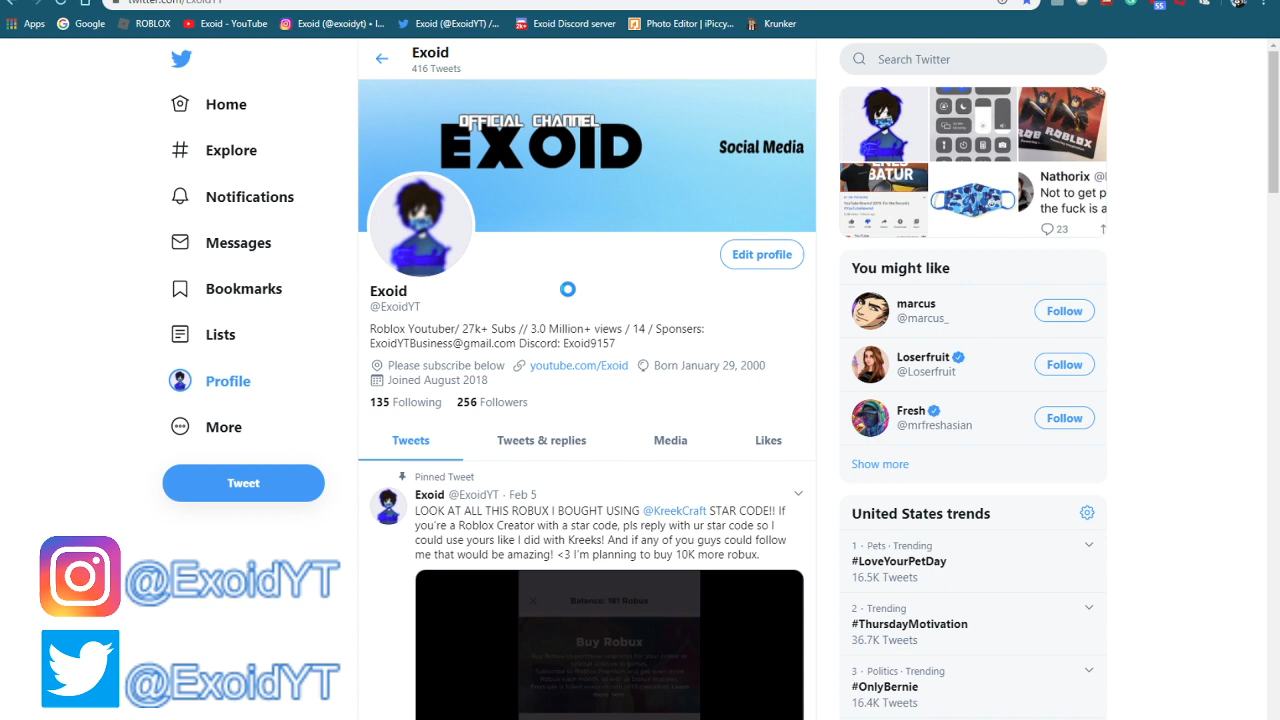 twitter.com/ExoidYT
Apps
Google
ROBLOX
Exoid - YouTube
Exoid (@exoidyt) • I...
Exoid (@ExoidYT) /...
Exoid Discord server
Photo Editor | iPiccy...
Krunker
Home
Explore
Notifications
Messages
Bookmarks
Lists
Profile
More
Tweet
@ExoidYT
@ExoidYT
Exoid
416 Tweets
OFFICIAL CHANNEL
EXOID
Social Media
Edit profile
Exoid
@ExoidYT
Roblox Youtuber/ 27k+ Subs // 3.0 Million+ views / 14 / Sponsers:
ExoidYTBusiness@gmail.com Discord: Exoid9157
Please subscribe below youtube.com/Exoid Born January 29, 2000
Joined August 2018
135 Following 256 Followers
Tweets Tweets & replies Media Likes
Pinned Tweet
Exoid @ExoidYT · Feb 5
LOOK AT ALL THIS ROBUX I BOUGHT USING @KreekCraft STAR CODE!! If
you're a Roblox Creator with a star code, pls reply with ur star code so I
could use yours like I did with Kreeks! And if any of you guys could follow
me that would be amazing! <3 I'm planning to buy 10K more robux.
Balance: 181 Robux
Buy Robux
Search Twitter
ROBLOX
BATUR
Nathorix @
Not to get p
the fuck is a
23
You might like
marcus
@marcus_
Follow
Loserfruit
@Loserfruit
Follow
Fresh
@mrfreshasian
Follow
Show more
United States trends
1 · Pets · Trending
#LoveYourPetDay
16.5K Tweets
2 · Trending
#ThursdayMotivation
36.7K Tweets
3 · Politics · Trending
#OnlyBernie
16.4K Tweets